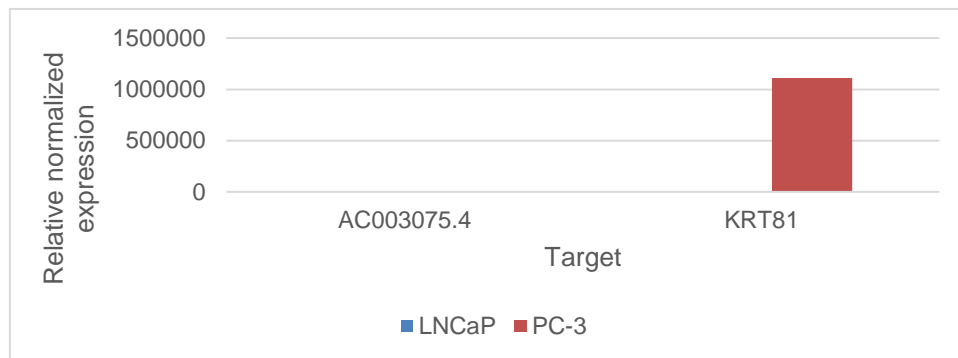 Relative normalized
expression
1500000
1000000
500000
0
AC003075.4
KRT81
Target
LNCaP
PC-3